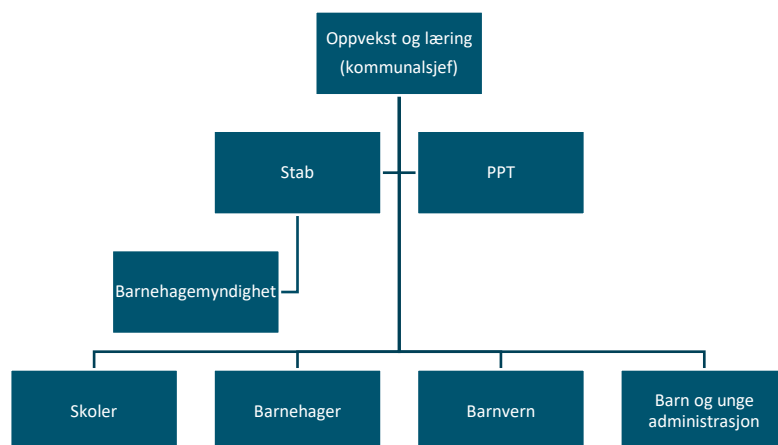 Oppvekst og læring
(kommunalsjef)
Stab
PPT
Barnehagemyndighet
Skoler
Barnehager
Barnvern
Barn og unge
administrasjon